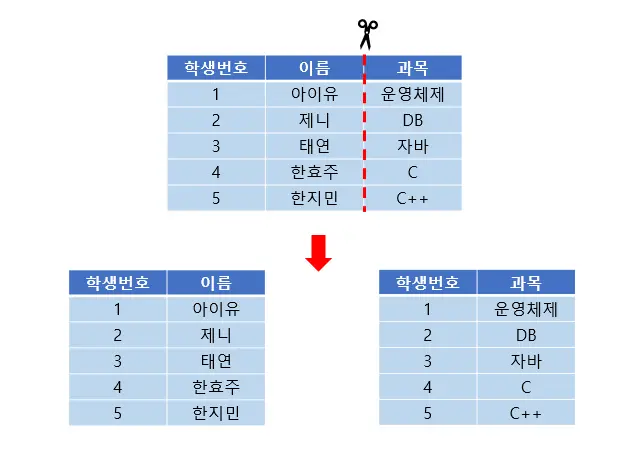 학생번호 이름 과목
1 아이유 운영체제
2 제니 DB
3 태연 자바
4 한효주 C
5 한지민 C++
학생번호 이름
1 아이유
2 제니
3 태연
4 한효주
5 한지민
학생번호 과목
1 운영체제
2 DB
3 자바
4 C
5 C++